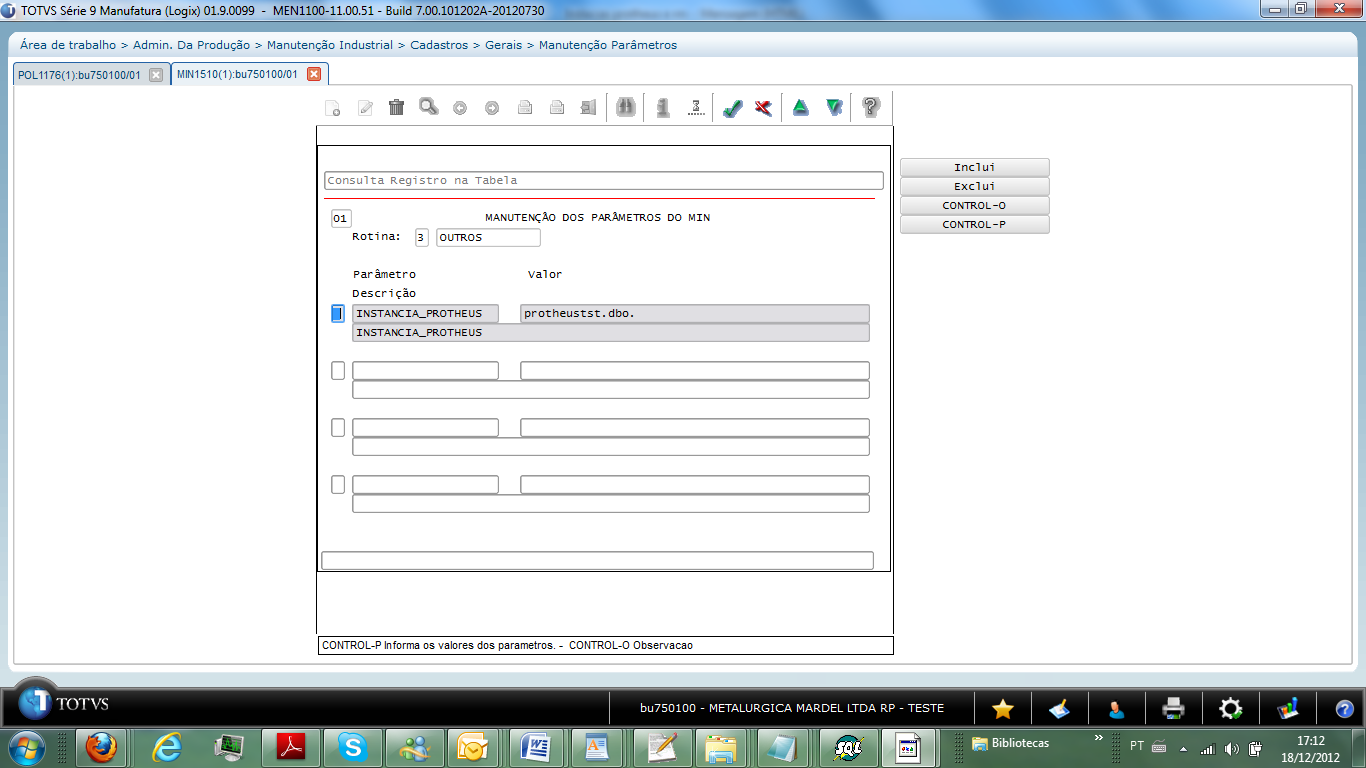 TOTVS Série 9 Manufatura (Logix) 01.9.0099 - MEN1100-11.00.51 - Build 7.00.101202A-20120730
Área de trabalho > Admin. Da Produção > Manutenção Industrial > Cadastros > Gerais > Manutenção Parâmetros
POL1176(1):bu750100/01 MIN1510(1):bu750100/01
Inclui
Exclui
CONTROL-O
CONTROL-P
Consulta Registro na Tabela
01 MANUTENÇÃO DOS PARÂMETROS DO MIN
Rotina: 3 OUTROS
Parâmetro Valor
Descrição
INSTANCIA_PROTHEUS protheustst.dbo.
INSTANCIA_PROTHEUS
CONTROL-P Informa os valores dos parametros. - CONTROL-O Observacao
TOTVS bu750100 - METALURGICA MARDEL LTDA RP - TESTE
Bibliotecas PT 17:12
18/12/2012